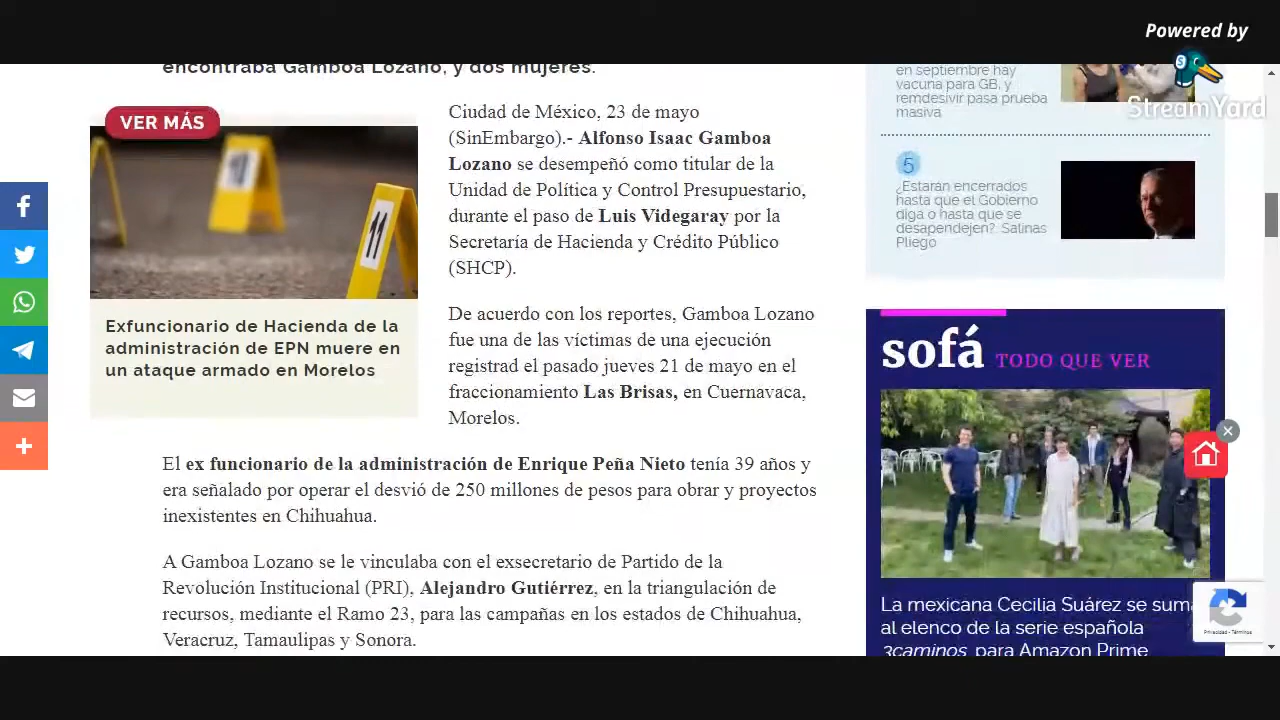 Powered by
StreamYard
encontraba Gamboa Lozano, y dos mujeres.
VER MÁS
11
Exfuncionario de Hacienda de la
administración de EPN muere en
un ataque armado en Morelos
Ciudad de México, 23 de mayo
(SinEmbargo).- Alfonso Isaac Gamboa
Lozano se desempeñó como titular de la
Unidad de Política y Control Presupuestario,
durante el paso de Luis Videgaray por la
Secretaría de Hacienda y Crédito Público
(SHCP).
De acuerdo con los reportes, Gamboa Lozano
fue una de las víctimas de una ejecución
registrad el pasado jueves 21 de mayo en el
fraccionamiento Las Brisas, en Cuernavaca,
Morelos.
El ex funcionario de la administración de Enrique Peña Nieto tenía 39 años y
era señalado por operar el desvió de 250 millones de pesos para obrar y proyectos
inexistentes en Chihuahua.
A Gamboa Lozano se le vinculaba con el exsecretario de Partido de la
Revolución Institucional (PRI), Alejandro Gutiérrez, en la triangulación de
recursos, mediante el Ramo 23, para las campañas en los estados de Chihuahua,
Veracruz, Tamaulipas y Sonora.
en septiembre hay
vacuna para GB, y
remdesivir pasa prueba
masiva
5
¿Estarán encerrados
hasta que el Gobierno
diga o hasta que se
desapendejen?: Salinas
Pliego
sofá TODO QUE VER
La mexicana Cecilia Suárez se suma
al elenco de la serie española
3caminos, para Amazon Prime
Privacidad - Términos